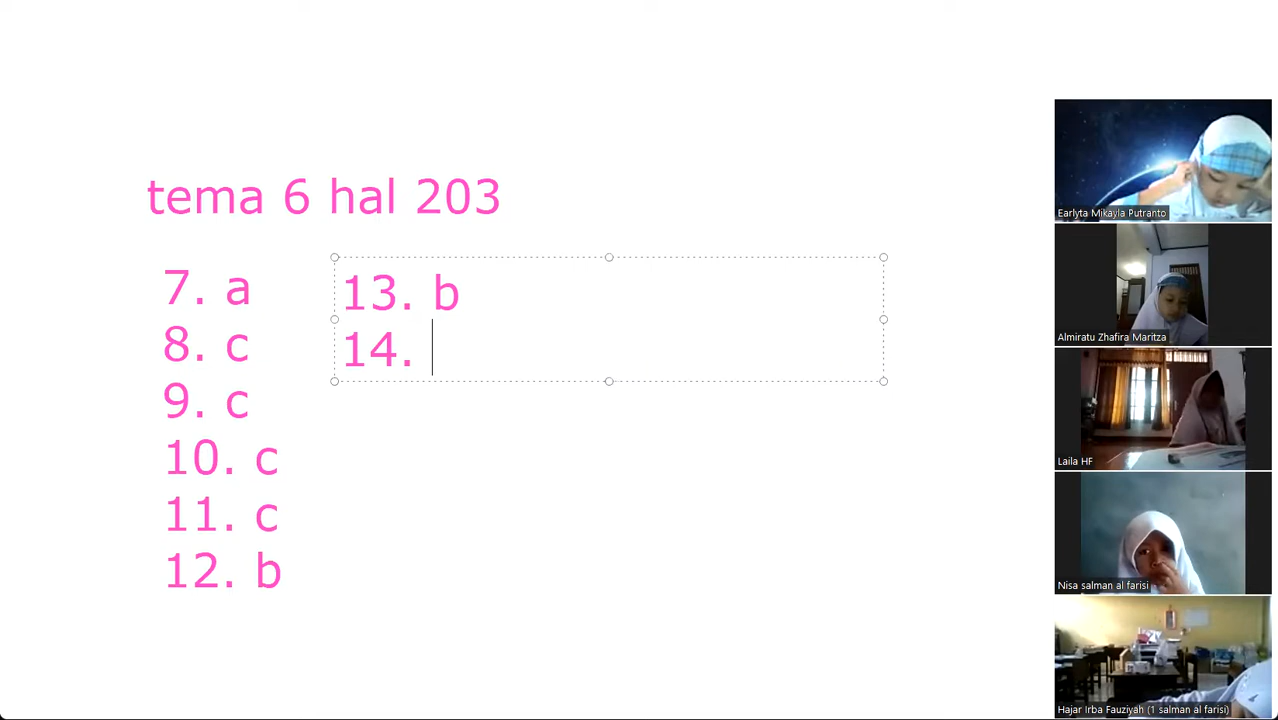 tema 6 hal 203
7. a
8. c
9. c
10. c
11. c
12. b
13. b
14.
Earlyta Mikayla Putranto
Almiratu Zhafira Maritza
Laila HF
Nisa salman al farisi
Hajar Irba Fauziyah (1 salman al farisi)